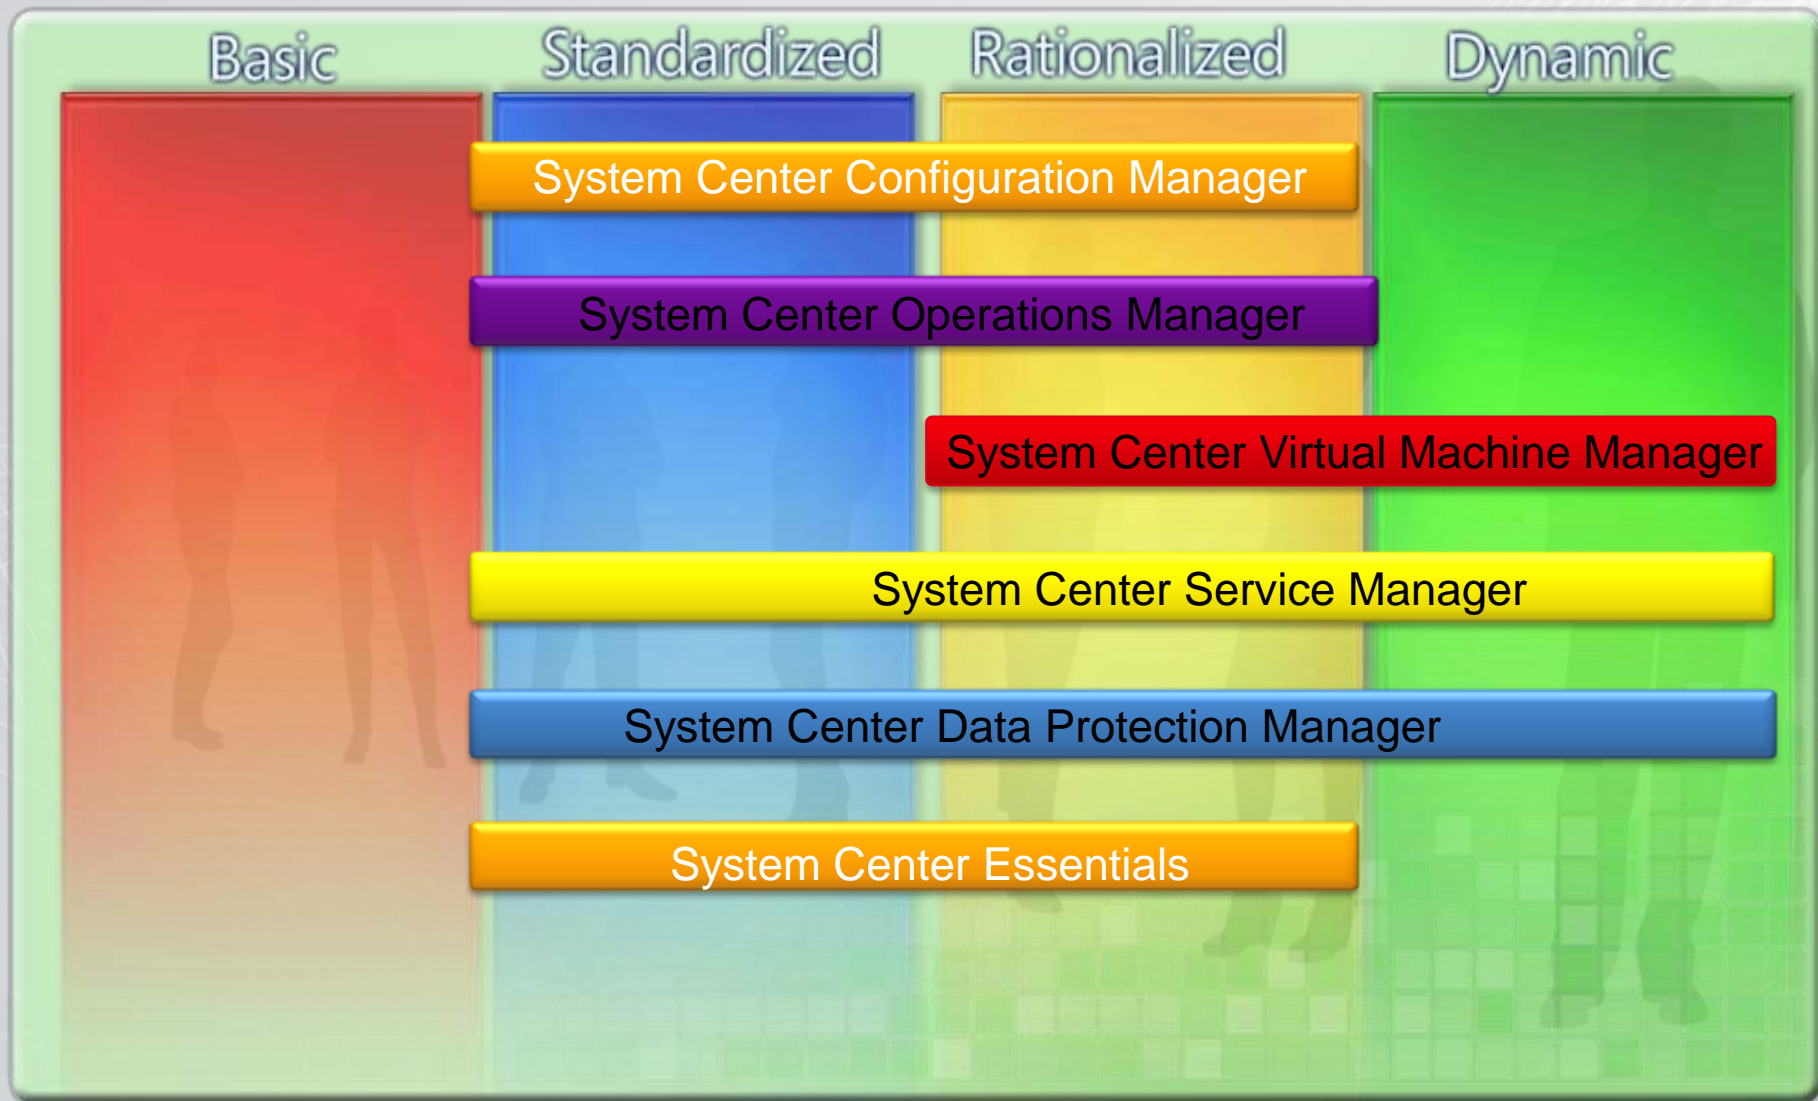 Basic
Standardized
Rationalized
Dynamic
System Center Configuration Manager
System Center Operations Manager
System Center Virtual Machine Manager
System Center Service Manager
System Center Data Protection Manager
System Center Essentials